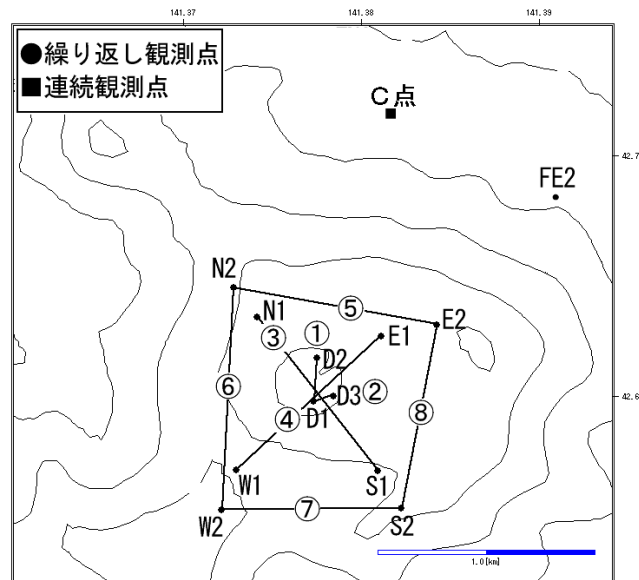 141.37 141.38 141.39
●繰り返し観測点
■連続観測点
C点
42.7
FE2
N2
⑤
N1
③ ① E2
E1
D2
⑥ D3 ② ⑧
42.6
④ D1
W1 S1
W2 ⑦ S2
1.0[km]